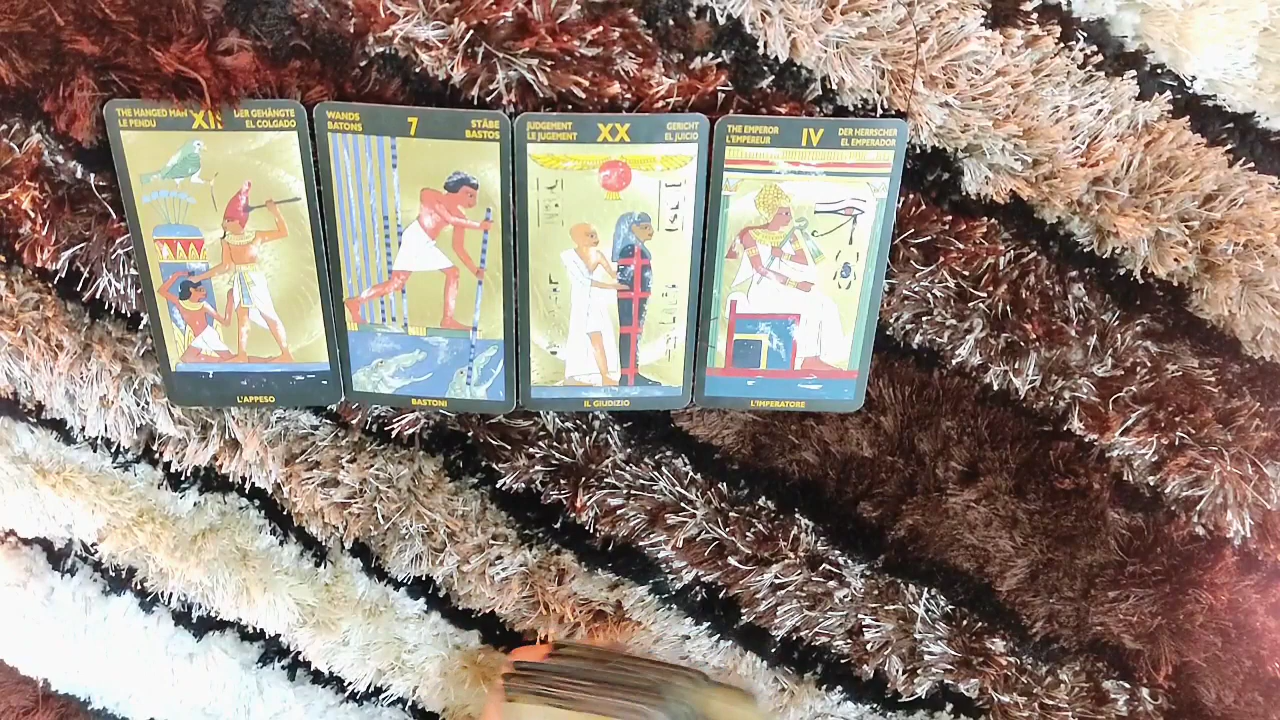 THE HANGED MAN XII DER GEHÄNGTE
LE PENDU EL COLGADO
L'APPESO
WANDS 7 STÄBE
BATONS BASTOS
BASTONI
JUDGEMENT XX GERICHT
LE JUGEMENT EL JUICIO
IL GIUDIZIO
THE EMPEROR IV DER HERRSCHER
L'EMPEREUR EL EMPERADOR
L'IMPERATORE